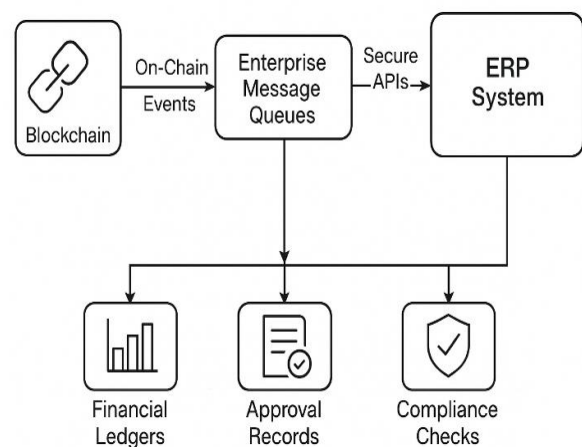 Blockchain
On-Chain
Events
Enterprise
Message
Queues
Secure
APIs
ERP
System
Financial
Ledgers
Approval
Records
Compliance
Checks